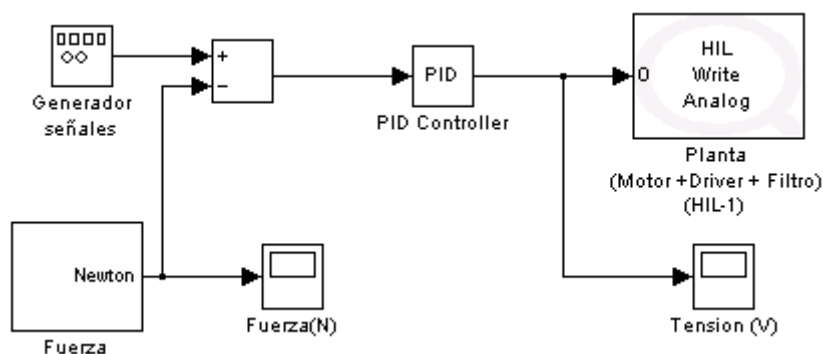 Generador
señales
+
−
PID
PID Controller
0
HIL
Write
Analog
Planta
(Motor +Driver + Filtro)
(HIL-1)
Newton
Fuerza
Fuerza(N)
Tension (V)